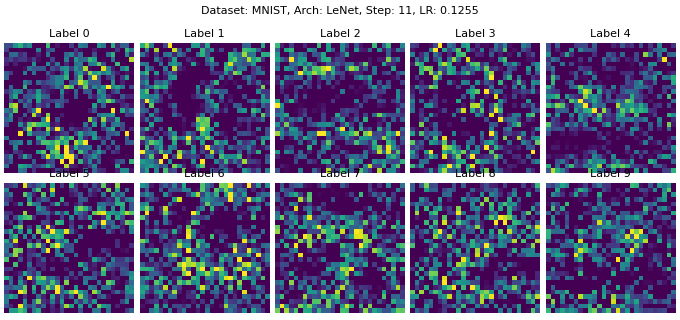 Dataset: MNIST, Arch: LeNet, Step: 11, LR: 0.1255
Label 0 Label 1 Label 2 Label 3 Label 4
Label 5 Label 6 Label 7 Label 8 Label 9